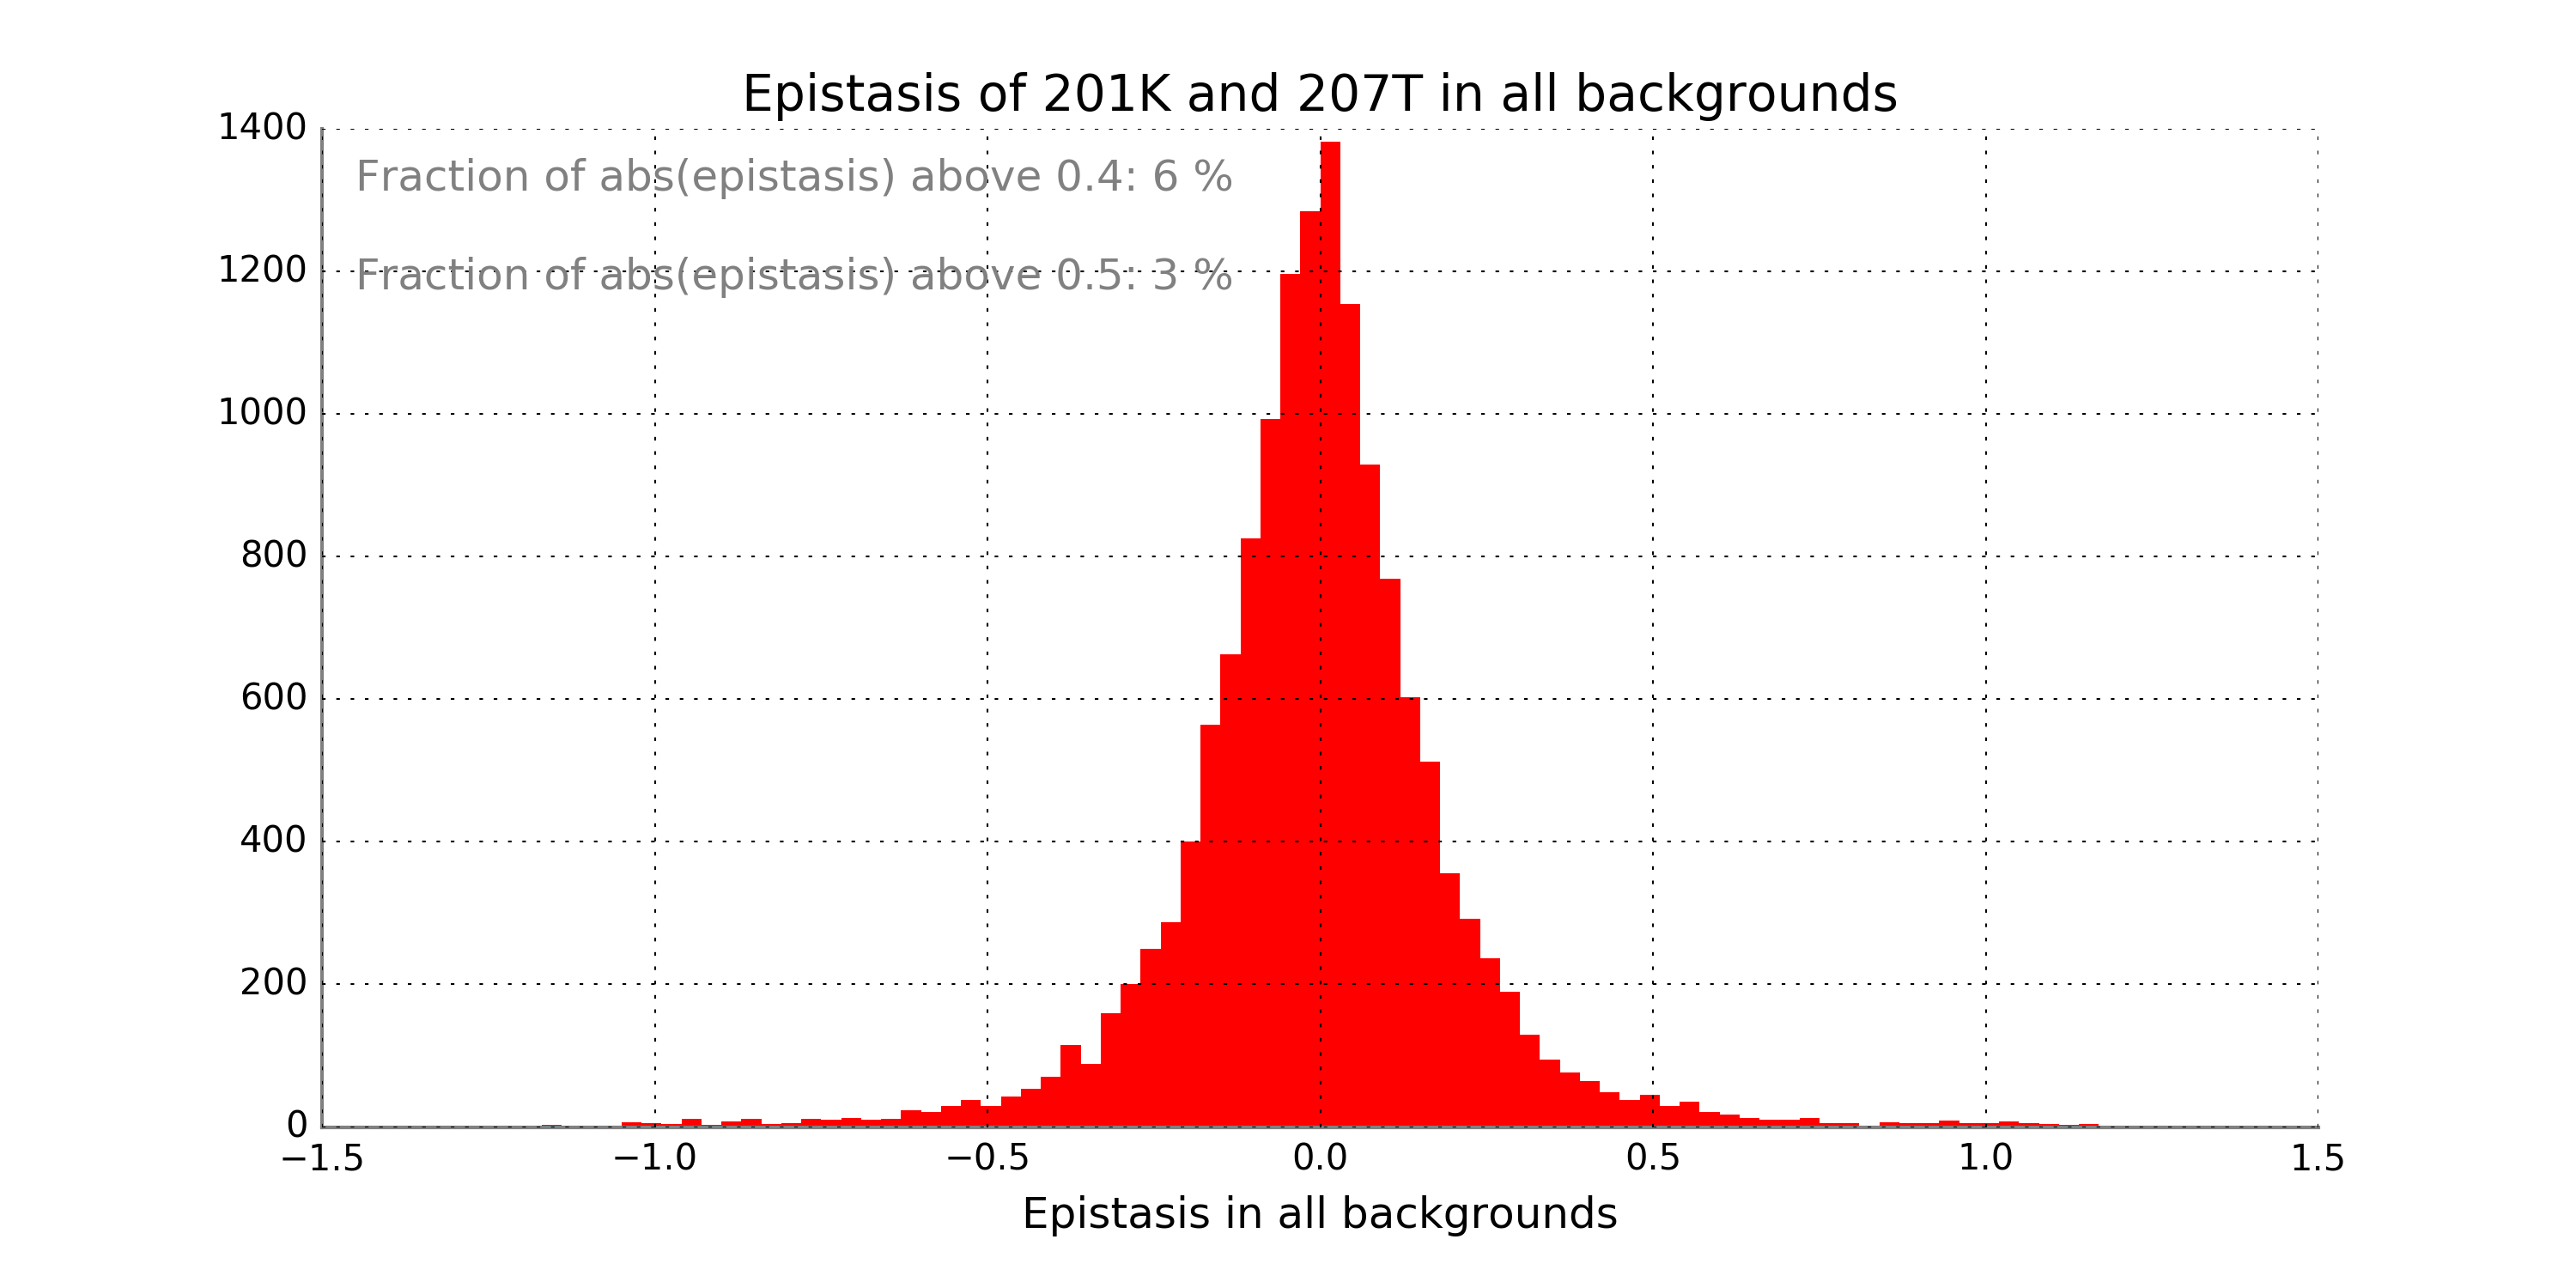 Epistasis of 201K and 207T in all backgrounds
1400
Fraction of abs(epistasis) above 0.4: 6 %
1200
Fraction of abs(epistasis) above 0.5: 3 %
1000
800
600
400
200
0
−1.5 −1.0 −0.5 0.0 0.5 1.0 1.5
Epistasis in all backgrounds